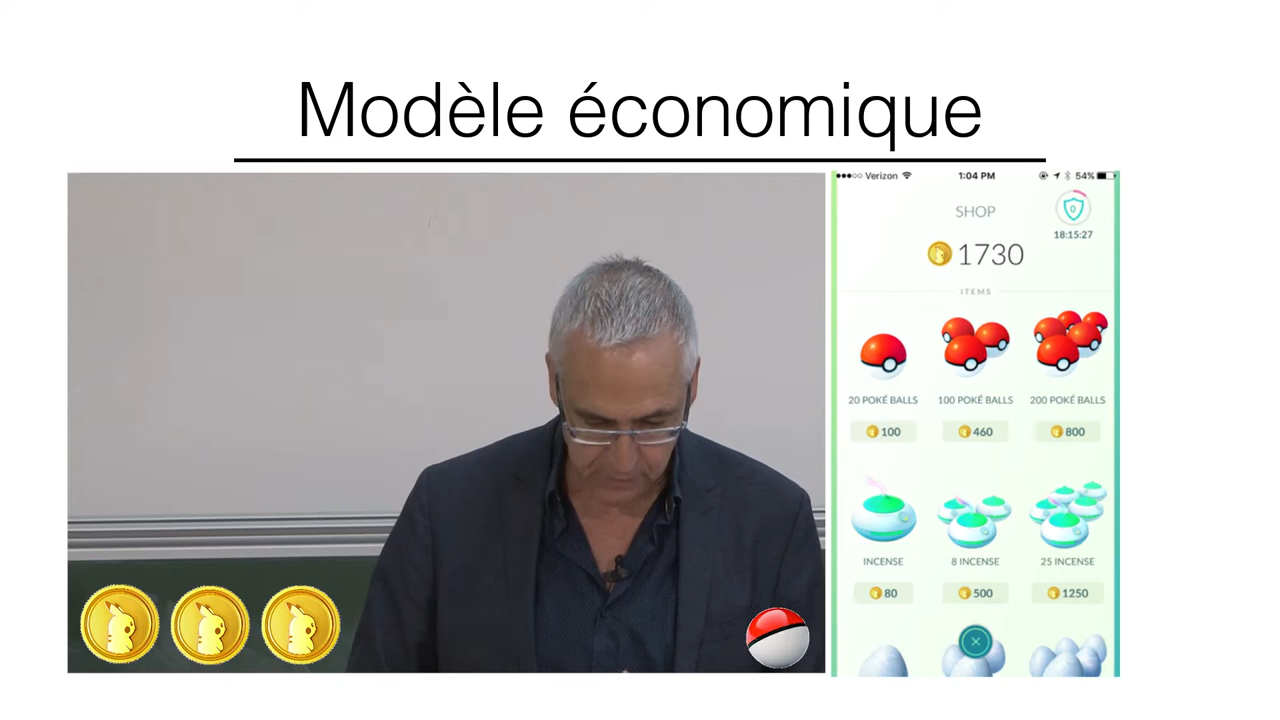 Modèle économique
Verizon 1:04 PM 54%
SHOP
0
18:15:27
1730
ITEMS
20 POKÉ BALLS 100 POKÉ BALLS 200 POKÉ BALLS
100 460 800
INCENSE 8 INCENSE 25 INCENSE
80 500 1250